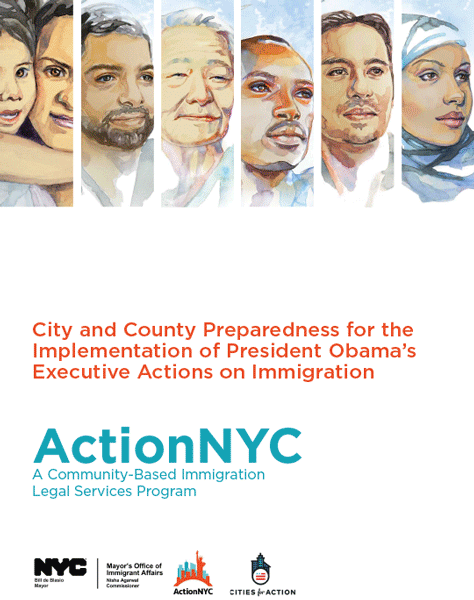 City and County Preparedness for the
Implementation of President Obama's
Executive Actions on Immigration
ActionNYC
A Community-Based Immigration
Legal Services Program
NYC
Bill de Blasio
Mayor
Mayor's Office of
Immigrant Affairs
Nisha Agarwal
Commissioner
ActionNYC
CITIES for ACTION